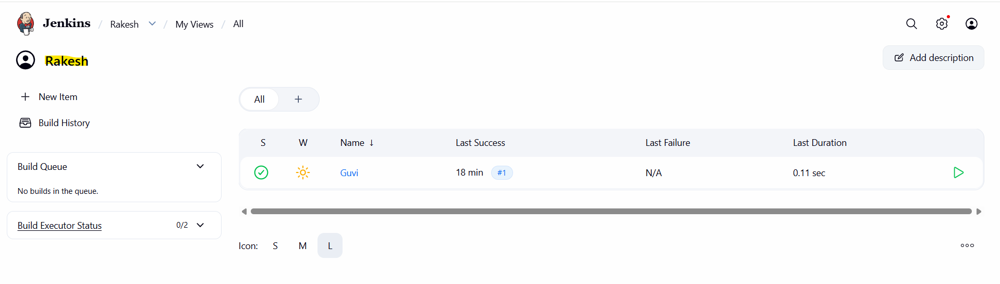 Jenkins / Rakesh / My Views / All
Rakesh
Add description
New Item
Build History
All +
Build Queue
No builds in the queue.
Build Executor Status 0/2
S W Name ↓ Last Success Last Failure Last Duration
Guvi 18 min #1 N/A 0.11 sec
Icon: S M L